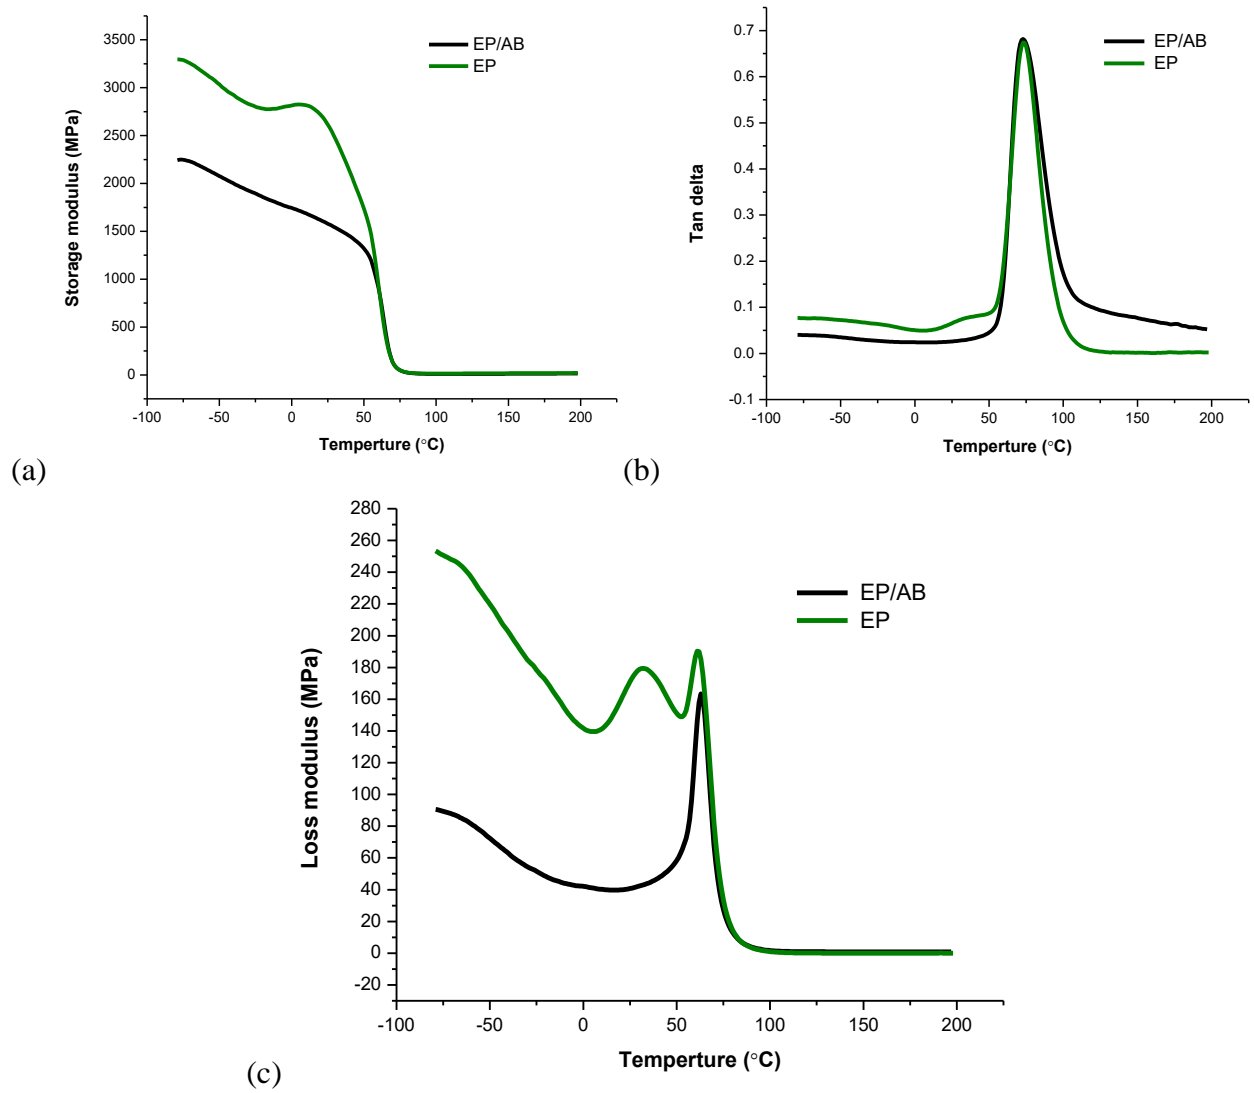 3500
3000
2500
2000
1500
1000
500
0
Storage modulus (MPa)
EP/AB
EP
-100 -50 0 50 100 150 200
Temperture (°C)
(a)
0.7
0.6
0.5
0.4
0.3
0.2
0.1
0.0
-0.1
Tan delta
EP/AB
EP
-100 -50 0 50 100 150 200
Temperture (°C)
(b)
280
260
240
220
200
180
160
140
120
100
80
60
40
20
0
-20
Loss modulus (MPa)
EP/AB
EP
-100 -50 0 50 100 150 200
Temperture (°C)
(c)